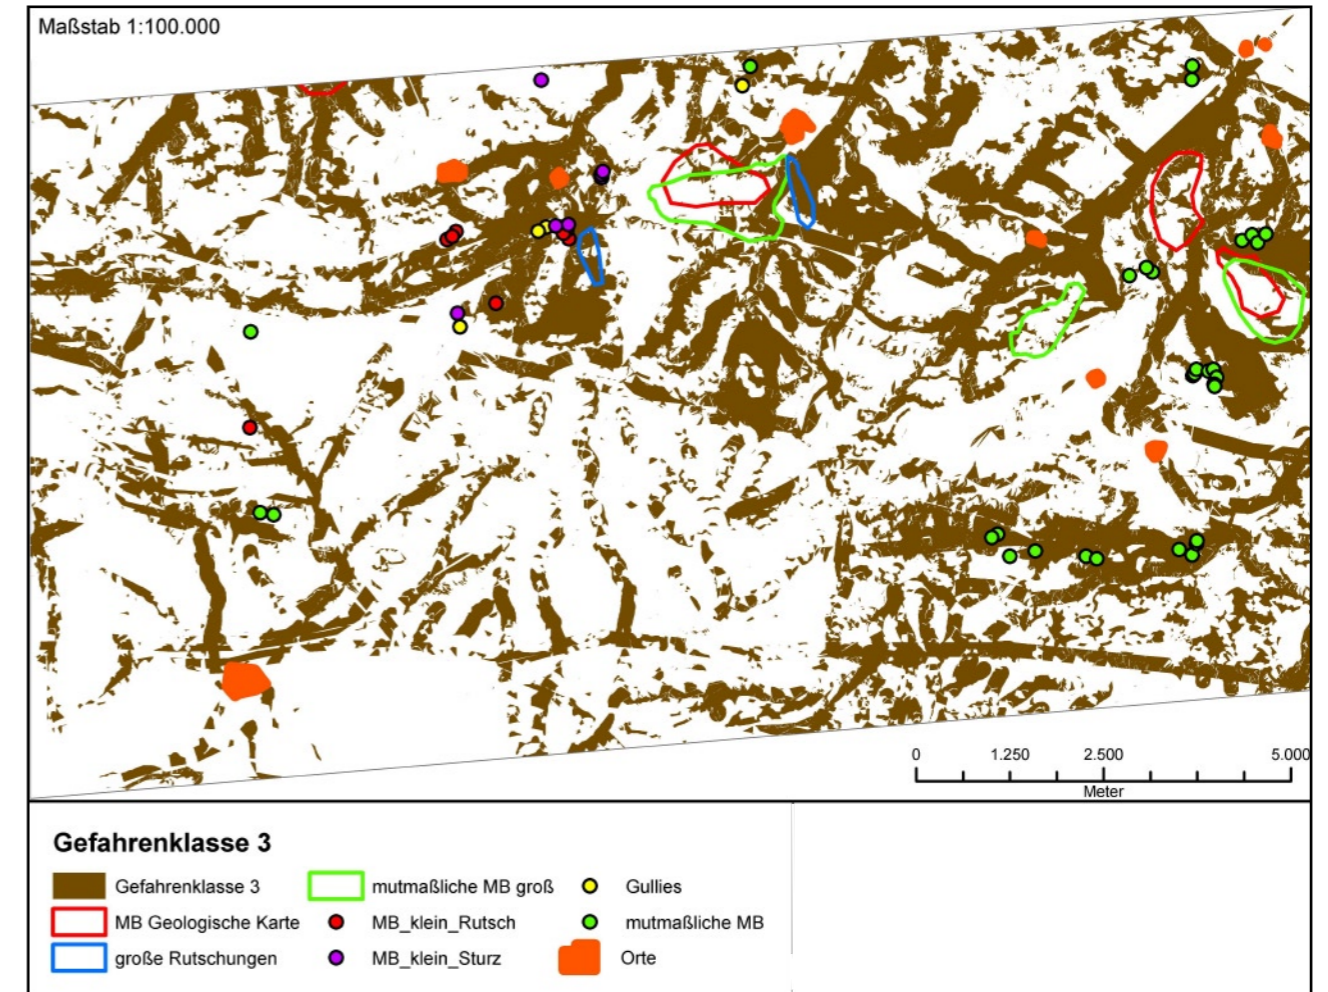 Maßstab 1:100.000
0 1.250 2.500 5.000
Meter
Gefahrenklasse 3
Gefahrenklasse 3 mutmaßliche MB groß Gullies
MB Geologische Karte MB_klein_Rutsch mutmaßliche MB
große Rutschungen MB_klein_Sturz Orte